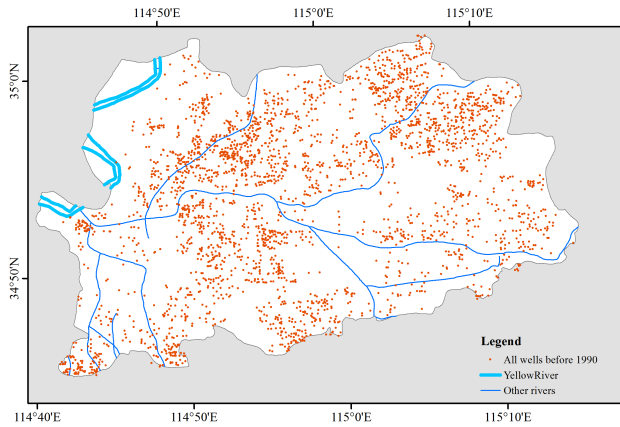 114°50'E 115°0'E 115°10'E
35°0'N
34°50'N
Legend
All wells before 1990
YellowRiver
Other rivers
114°40'E 114°50'E 115°0'E 115°10'E